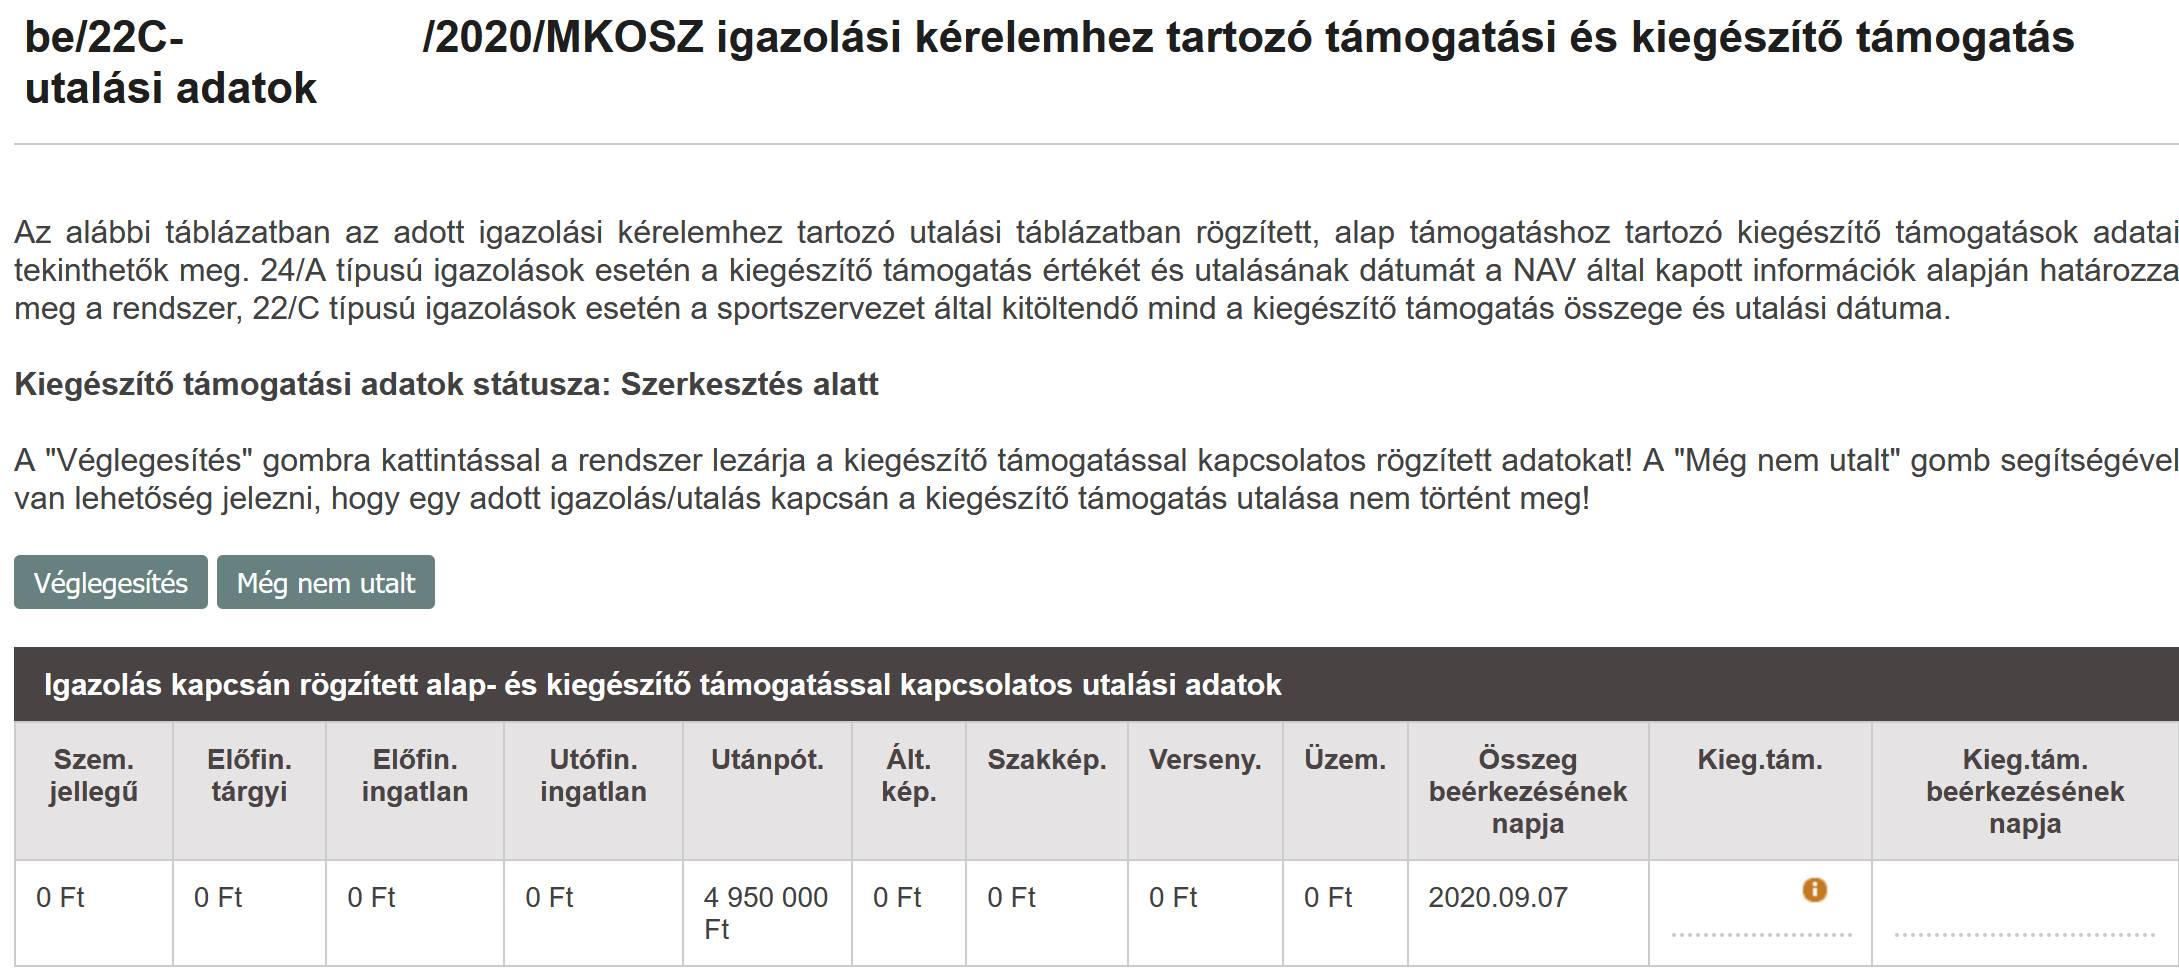 be/22C- /2020/MKOSZ igazolási kérelemhez tartozó támogatási és kiegészítő támogatás
utalási adatok
Az alábbi táblázatban az adott igazolási kérelemhez tartozó utalási táblázatban rögzített, alap támogatáshoz tartozó kiegészítő támogatások adatai
tekinthetők meg. 24/A típusú igazolások esetén a kiegészítő támogatás értékét és utalásának dátumát a NAV által kapott információk alapján határozza
meg a rendszer, 22/C típusú igazolások esetén a sportszervezet által kitöltendő mind a kiegészítő támogatás összege és utalási dátuma.
Kiegészítő támogatási adatok státusza: Szerkesztés alatt
A "Véglegesítés" gombra kattintással a rendszer lezárja a kiegészítő támogatással kapcsolatos rögzített adatokat! A "Még nem utalt" gomb segítségével
van lehetőség jelezni, hogy egy adott igazolás/utalás kapcsán a kiegészítő támogatás utalása nem történt meg!
Véglegesítés Még nem utalt
Igazolás kapcsán rögzített alap- és kiegészítő támogatással kapcsolatos utalási adatok
Szem. Előfin. Előfin. Utófin. Utánpót. Ált. Szakkép. Verseny. Üzem. Összeg Kieg.tám. Kieg.tám.
jellegű tárgyi ingatlan ingatlan kép. beérkezésének beérkezésének
napja napja
0 Ft 0 Ft 0 Ft 0 Ft 4 950 000 0 Ft 0 Ft 0 Ft 0 Ft 2020.09.07
Ft